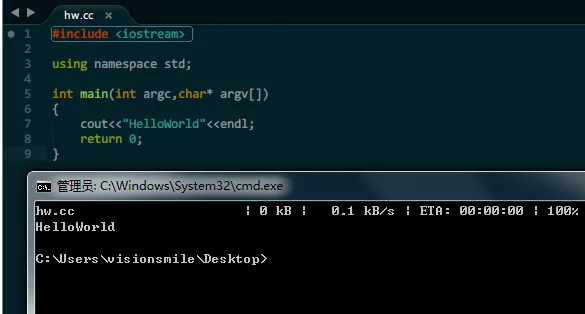 hw.cc ×
1 #include <iostream>
2
3 using namespace std;
4
5 int main(int argc,char* argv[])
6 {
7 cout<<"HelloWorld"<<endl;
8 return 0;
9 }
管理员: C:\Windows\System32\cmd.exe
hw.cc | 0 kB | 0.1 kB/s | ETA: 00:00:00 | 100%
HelloWorld
C:\Users\visionsmile\Desktop>